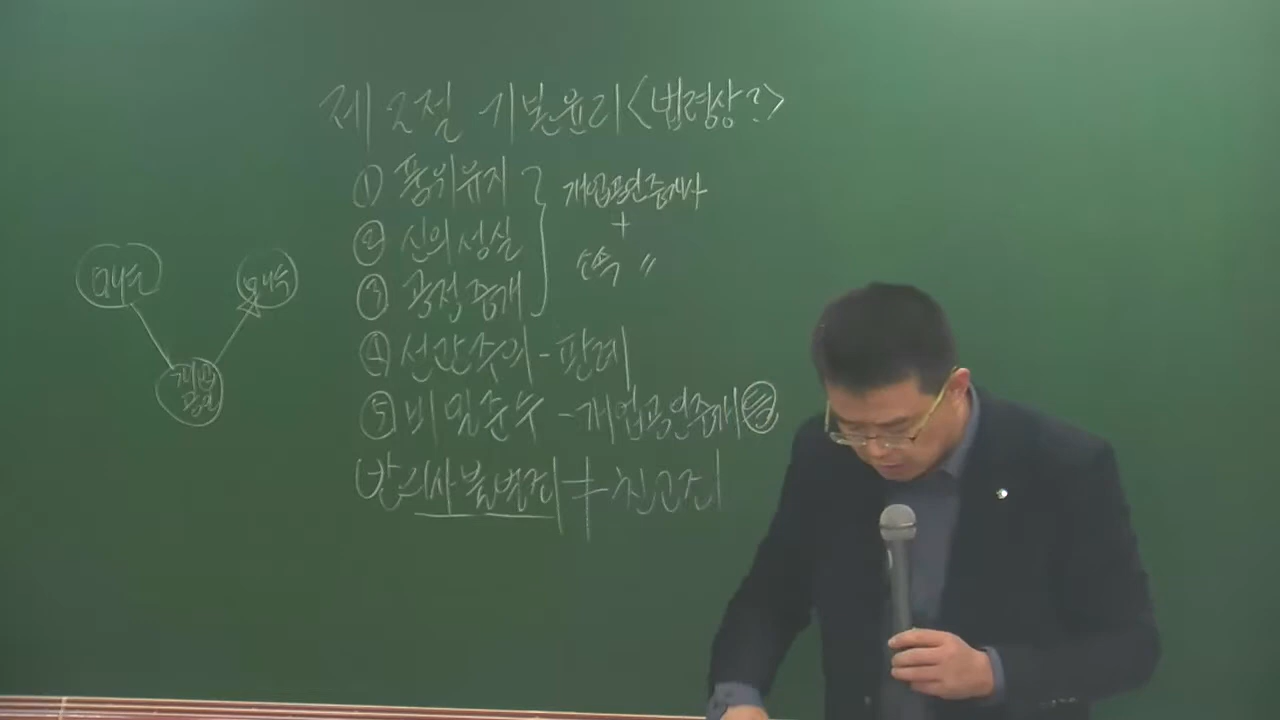 제 2절 기본윤리<법령상?>
① 품위유지
② 신의성실
③ 공정중개
개업공인중개사
+
소속 〃
④ 선관주의 - 판례
⑤ 비밀준수 - 개업공인중개사 등
반의사불벌죄 ≠ 친고죄
매도
매수
개업
공인